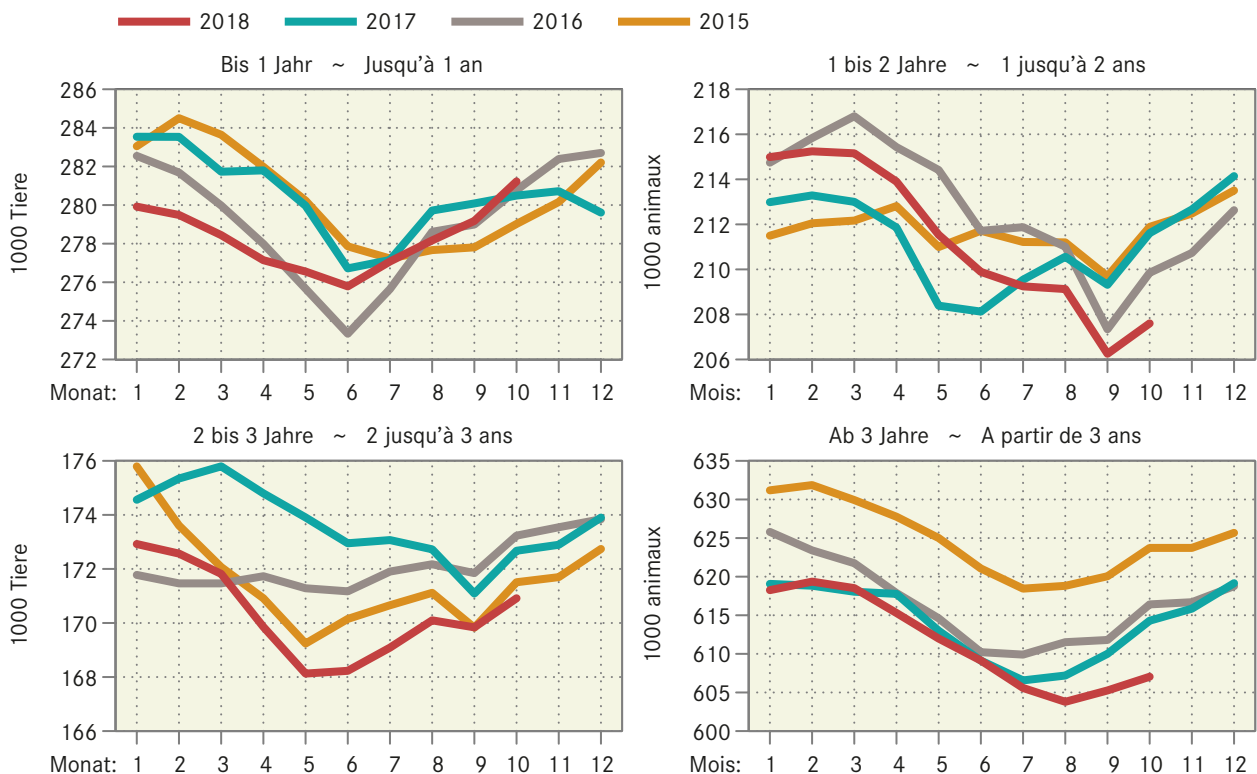 2018 2017 2016 2015
Bis 1 Jahr ~ Jusqu'à 1 an
1000 Tiere
286
284
282
280
278
276
274
272
Monat: 1 2 3 4 5 6 7 8 9 10 11 12
1 bis 2 Jahre ~ 1 jusqu'à 2 ans
1000 animaux
218
216
214
212
210
208
206
Mois: 1 2 3 4 5 6 7 8 9 10 11 12
2 bis 3 Jahre ~ 2 jusqu'à 3 ans
1000 Tiere
176
174
172
170
168
166
Monat: 1 2 3 4 5 6 7 8 9 10 11 12
Ab 3 Jahre ~ A partir de 3 ans
1000 animaux
635
630
625
620
615
610
605
600
Mois: 1 2 3 4 5 6 7 8 9 10 11 12